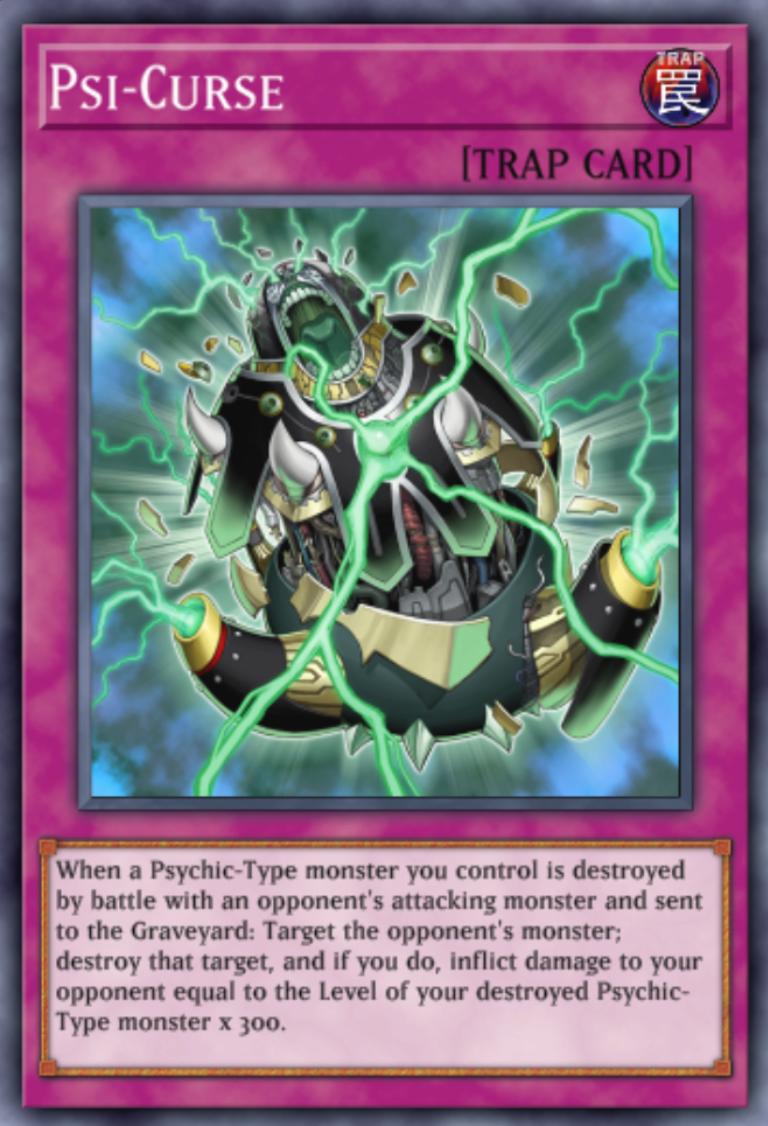 Psi-Curse
TRAP
罠
[TRAP CARD]
When a Psychic-Type monster you control is destroyed
by battle with an opponent's attacking monster and sent
to the Graveyard: Target the opponent's monster;
destroy that target, and if you do, inflict damage to your
opponent equal to the Level of your destroyed Psychic-
Type monster x 300.